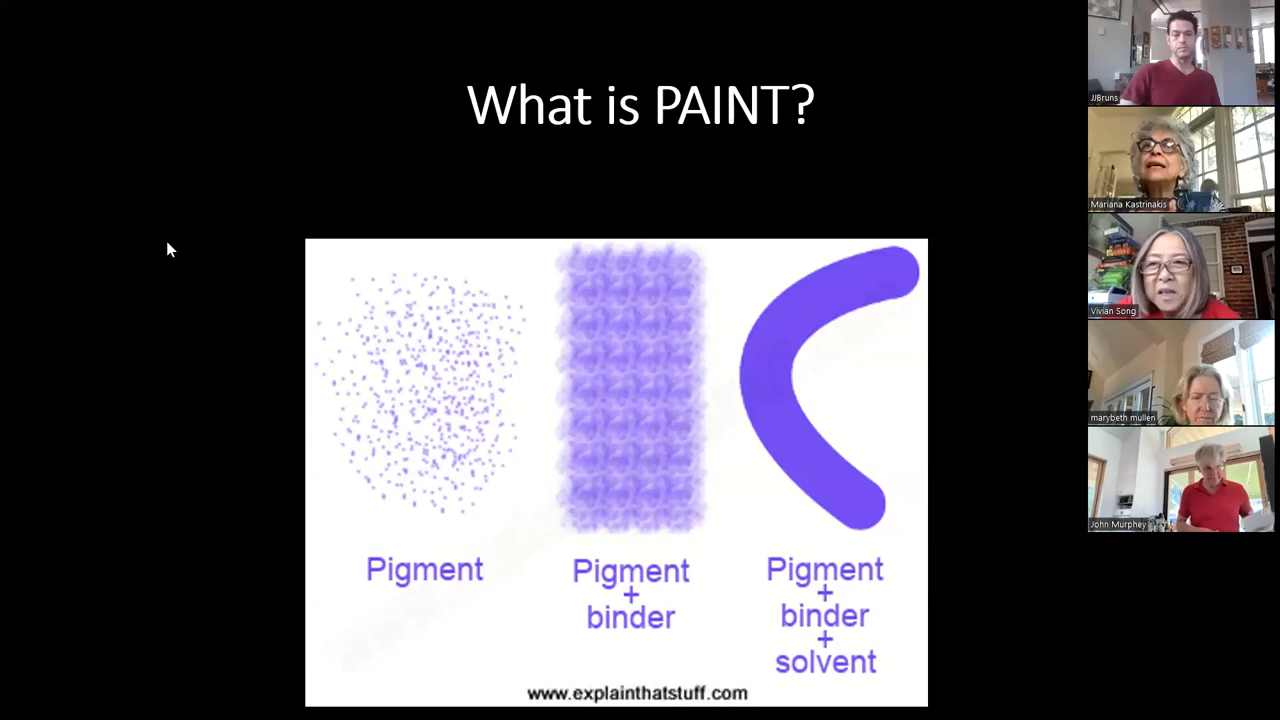 What is PAINT?
Pigment
Pigment
+
binder
Pigment
+
binder
+
solvent
www.explainthatstuff.com
JJBruns
Mariana Kastrinakis
Vivian Song
marybeth mullen
John Murphey